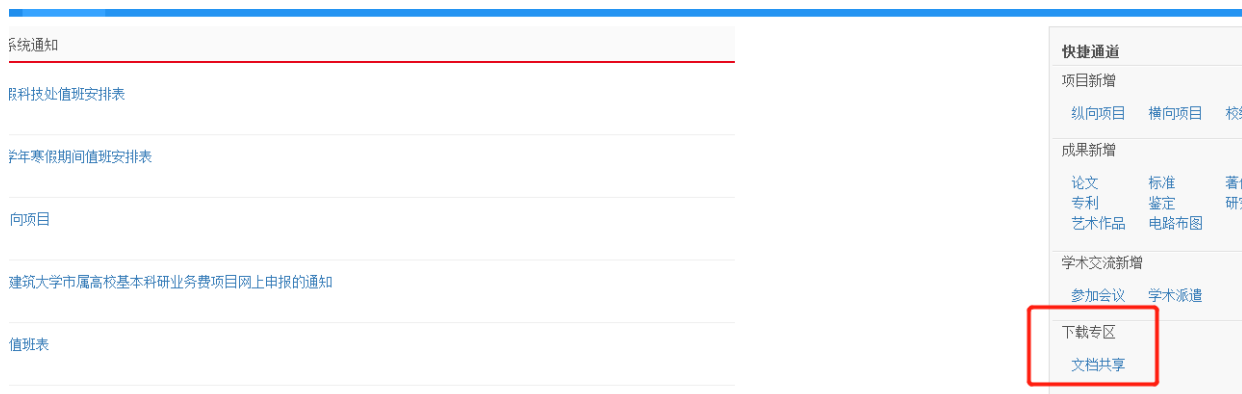 系统通知
假科技处值班安排表
学年寒假期间值班安排表
向项目
建筑大学市属高校基本科研业务费项目网上申报的通知
值班表
快捷通道
项目新增
纵向项目 横向项目
成果新增
论文 标准
专利 鉴定
艺术作品 电路布图
学术交流新增
参加会议 学术派遣
下载专区
文档共享